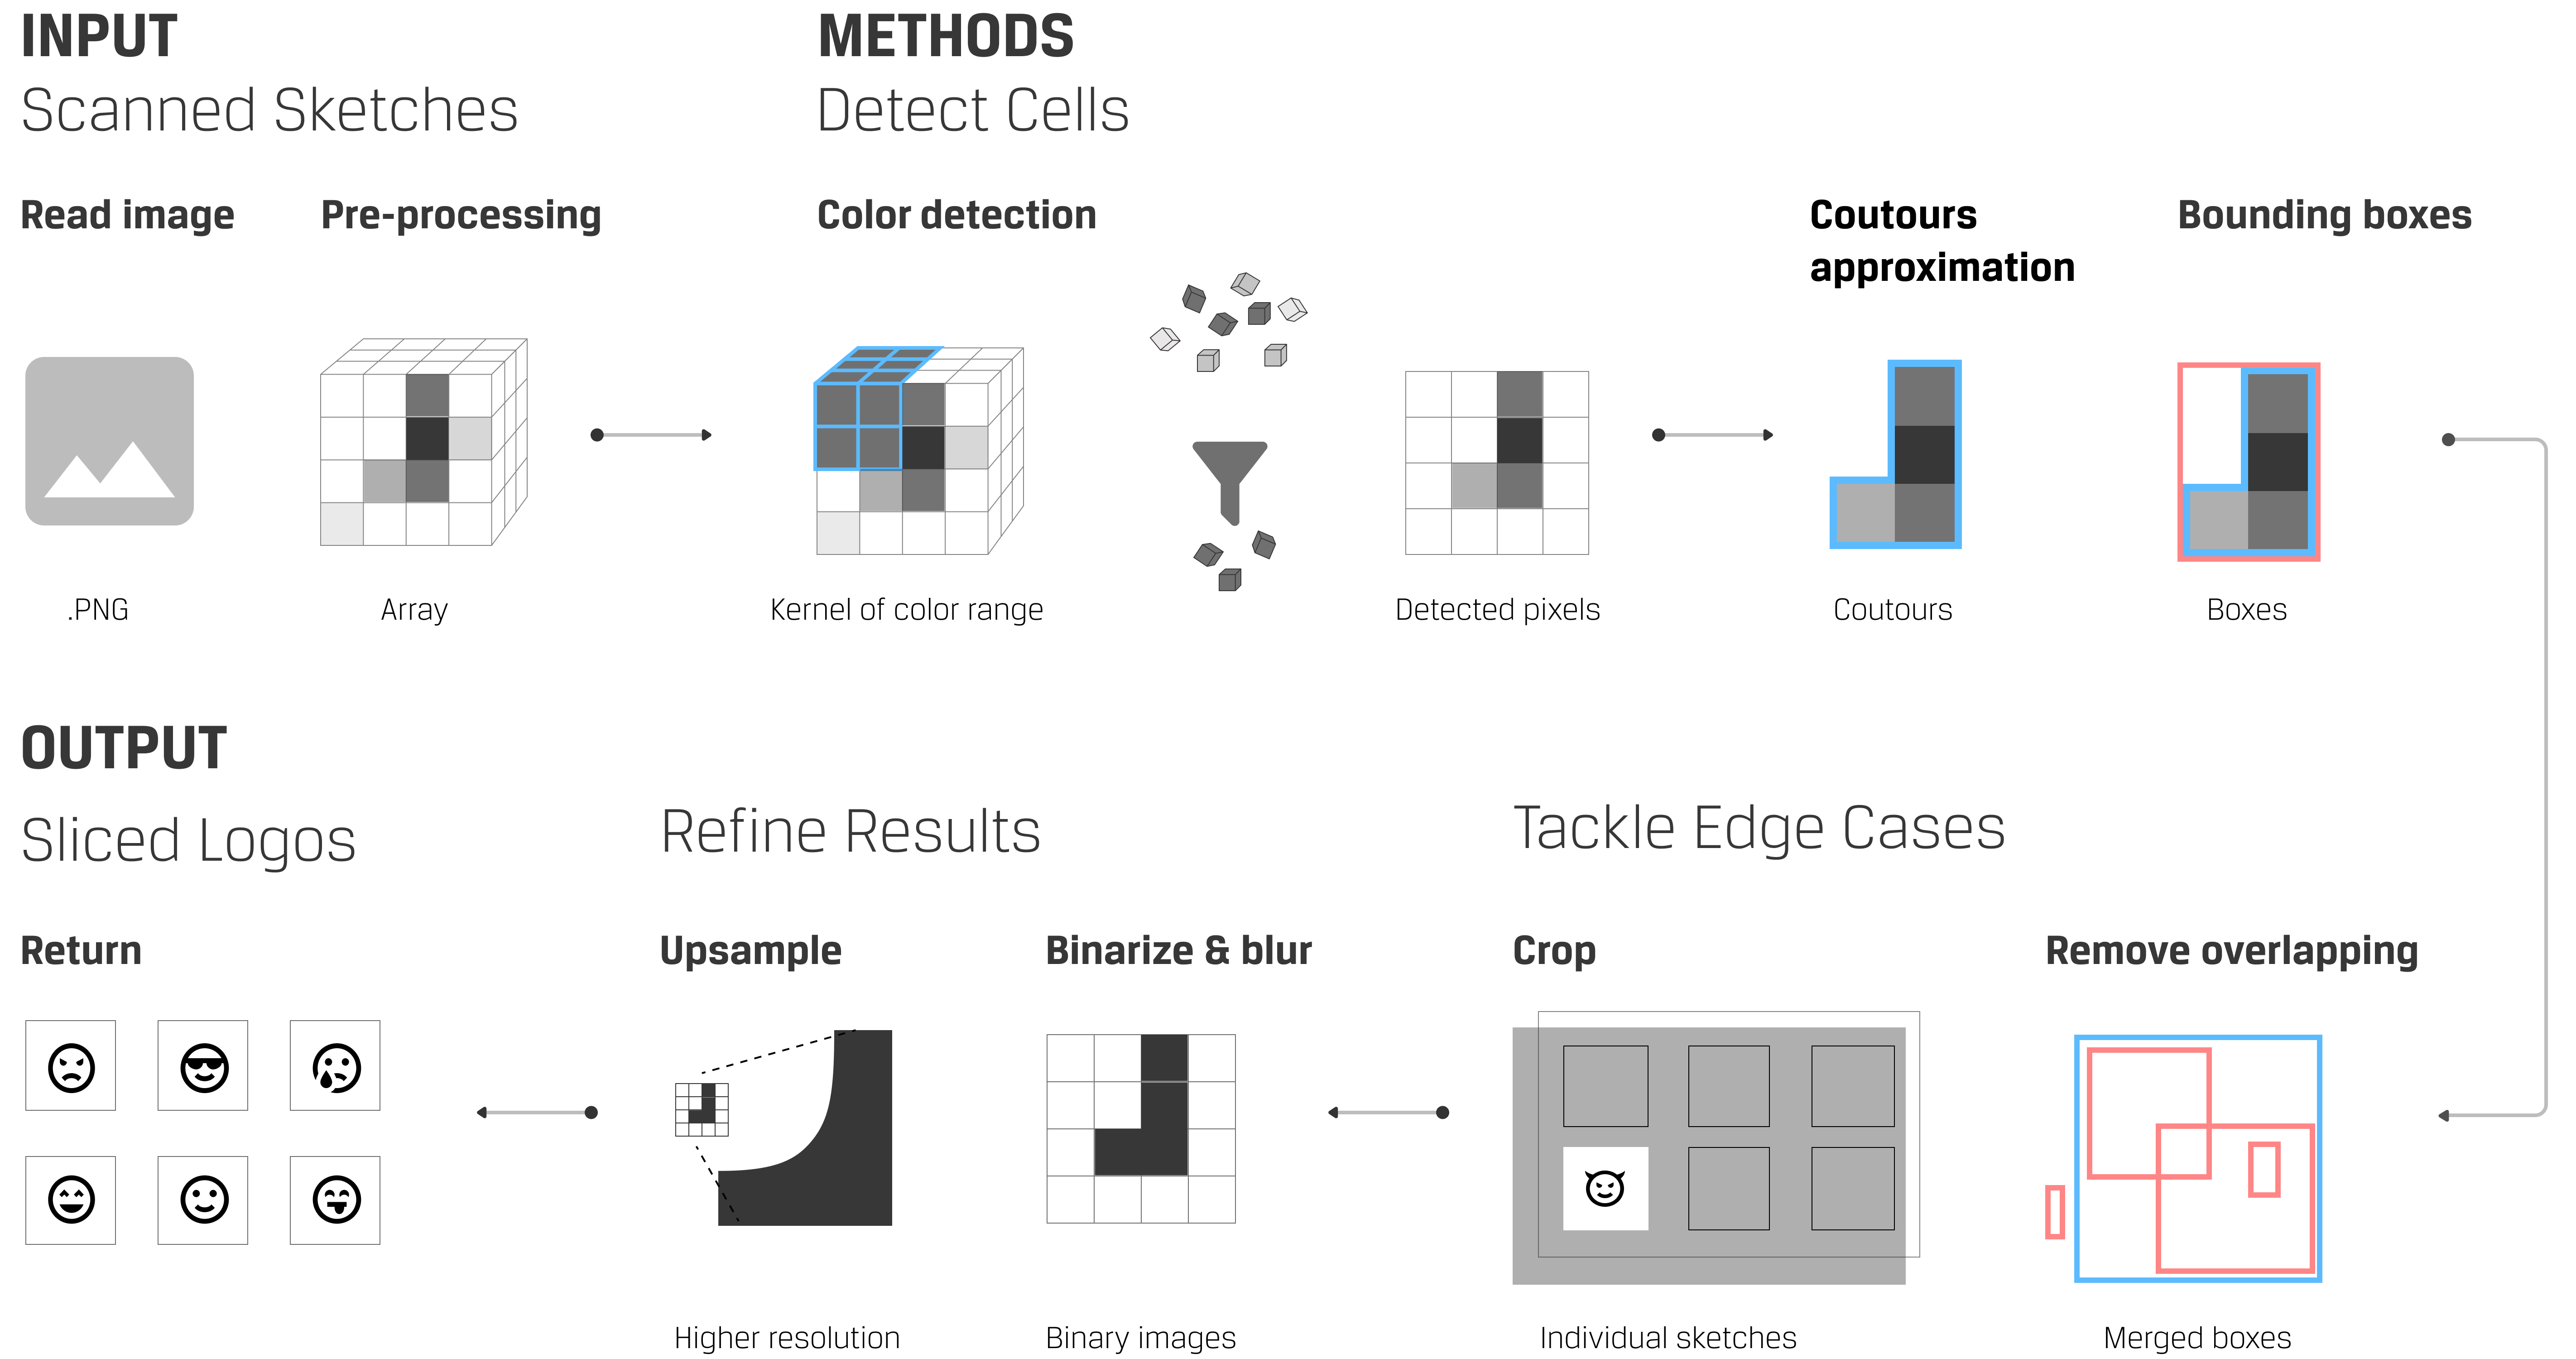 INPUT
Scanned Sketches
METHODS
Detect Cells
Read image
Pre-processing
Color detection
Coutours
approximation
Bounding boxes
.PNG
Array
Kernel of color range
Detected pixels
Coutours
Boxes
OUTPUT
Sliced Logos
Refine Results
Tackle Edge Cases
Return
Upsample
Binarize & blur
Crop
Remove overlapping
Higher resolution
Binary images
Individual sketches
Merged boxes